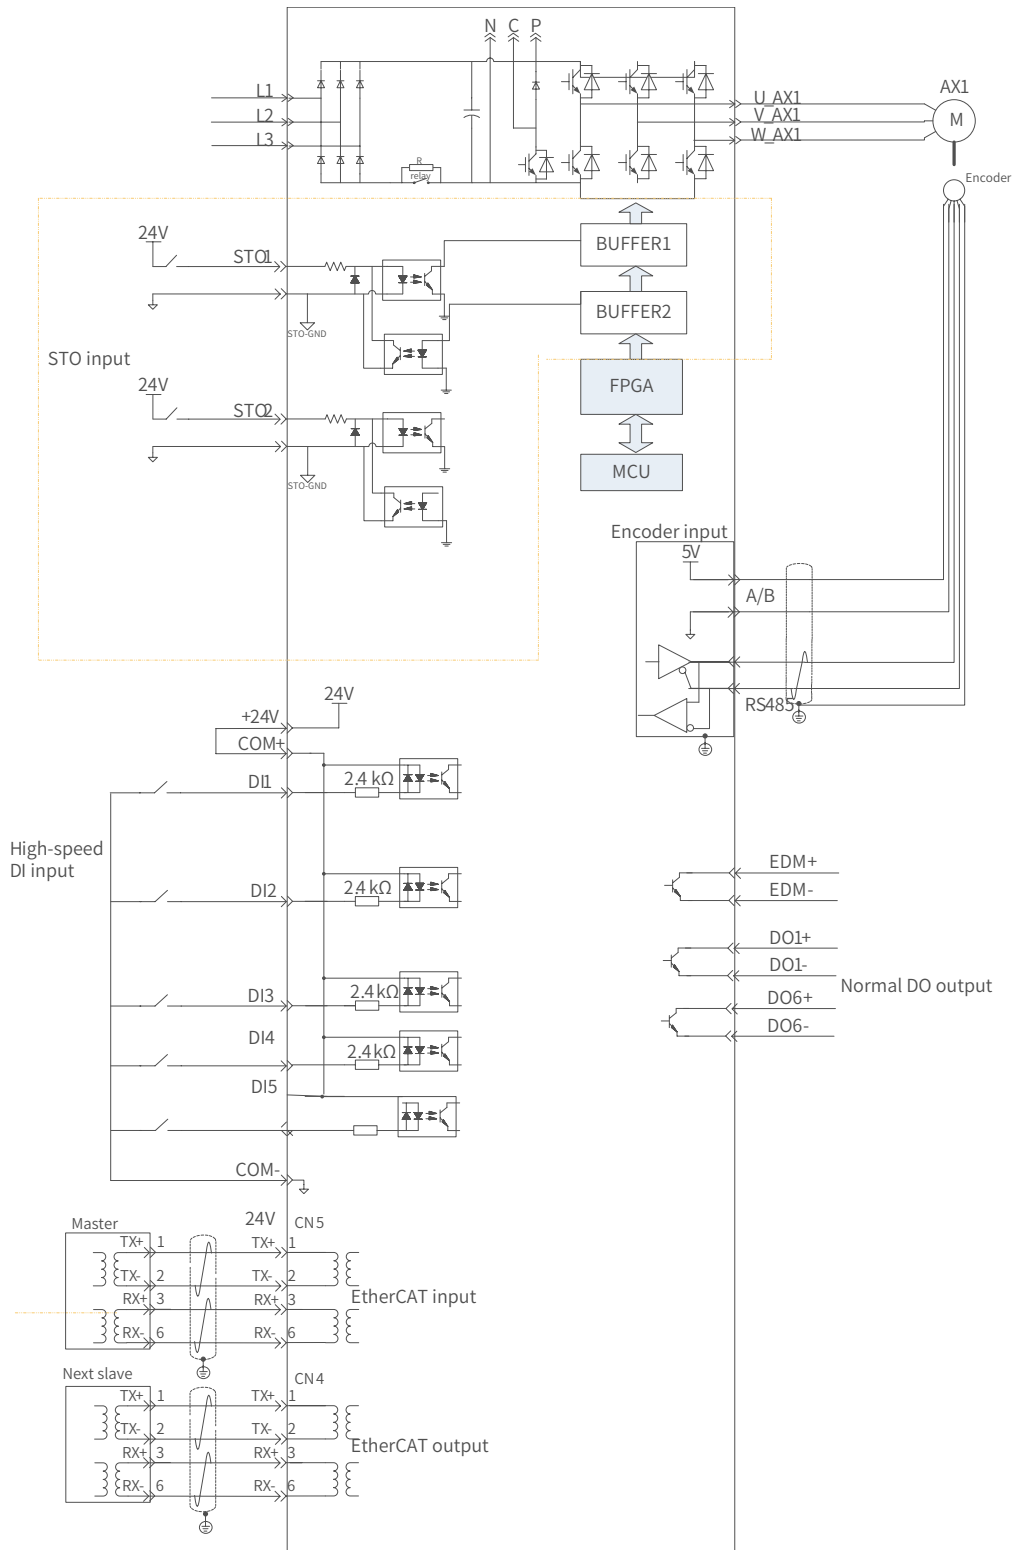 N C P
L1
L2
L3
R
relay
U_AX1
V_AX1
W_AX1
AX1
M
Encoder
24V
STO1
STO-GND
BUFFER1
BUFFER2
FPGA
MCU
STO input
24V
STO2
STO-GND
Encoder input
5V
A/B
RS485
24V
+24V
COM+
DI1
2.4 kΩ
High-speed
DI input
DI2
2.4 kΩ
DI3
2.4 kΩ
DI4
2.4 kΩ
DI5
COM-
EDM+
EDM-
DO1+
DO1-
DO6+
DO6-
Normal DO output
24V
CN5
Master
TX+ 1 TX+ 1
TX- 2 TX- 2
RX+ 3 RX+ 3
RX- 6 RX- 6
EtherCAT input
Next slave
CN4
TX+ 1 TX+ 1
TX- 2 TX- 2
RX+ 3 RX+ 3
RX- 6 RX- 6
EtherCAT output